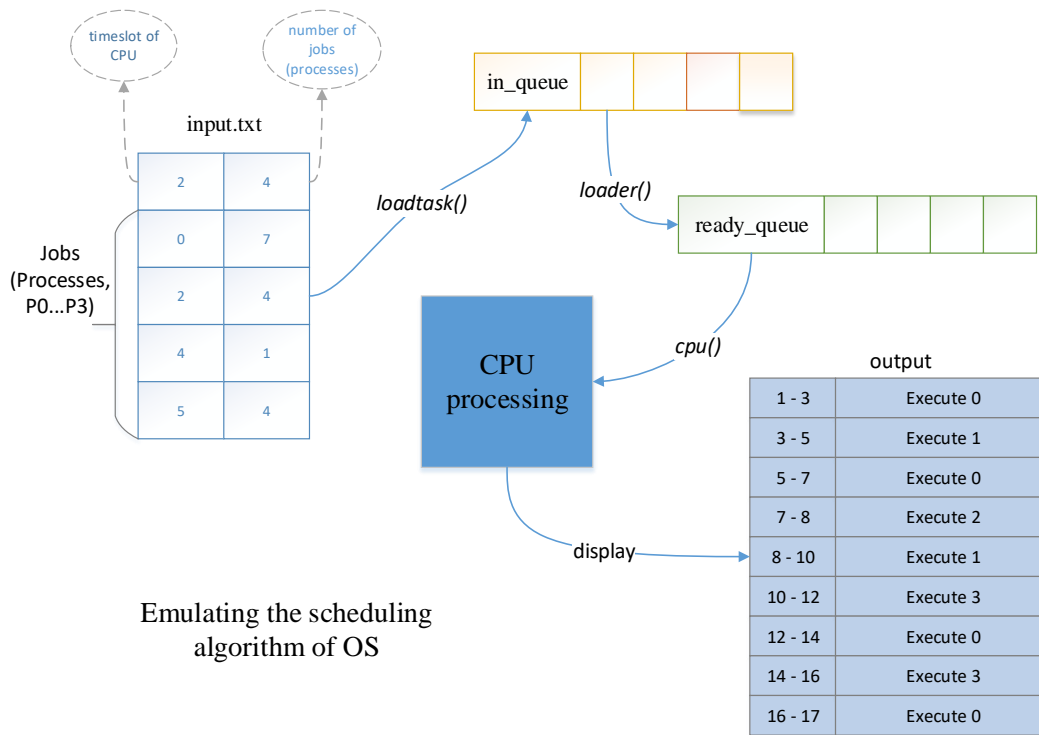 timeslot of
CPU
number of
jobs
(processes)
input.txt
2 4
0 7
2 4
4 1
5 4
Jobs
(Processes,
P0...P3)
loadtask()
in_queue
loader()
ready_queue
cpu()
CPU
processing
display
output
1 - 3 Execute 0
3 - 5 Execute 1
5 - 7 Execute 0
7 - 8 Execute 2
8 - 10 Execute 1
10 - 12 Execute 3
12 - 14 Execute 0
14 - 16 Execute 3
16 - 17 Execute 0
Emulating the scheduling
algorithm of OS